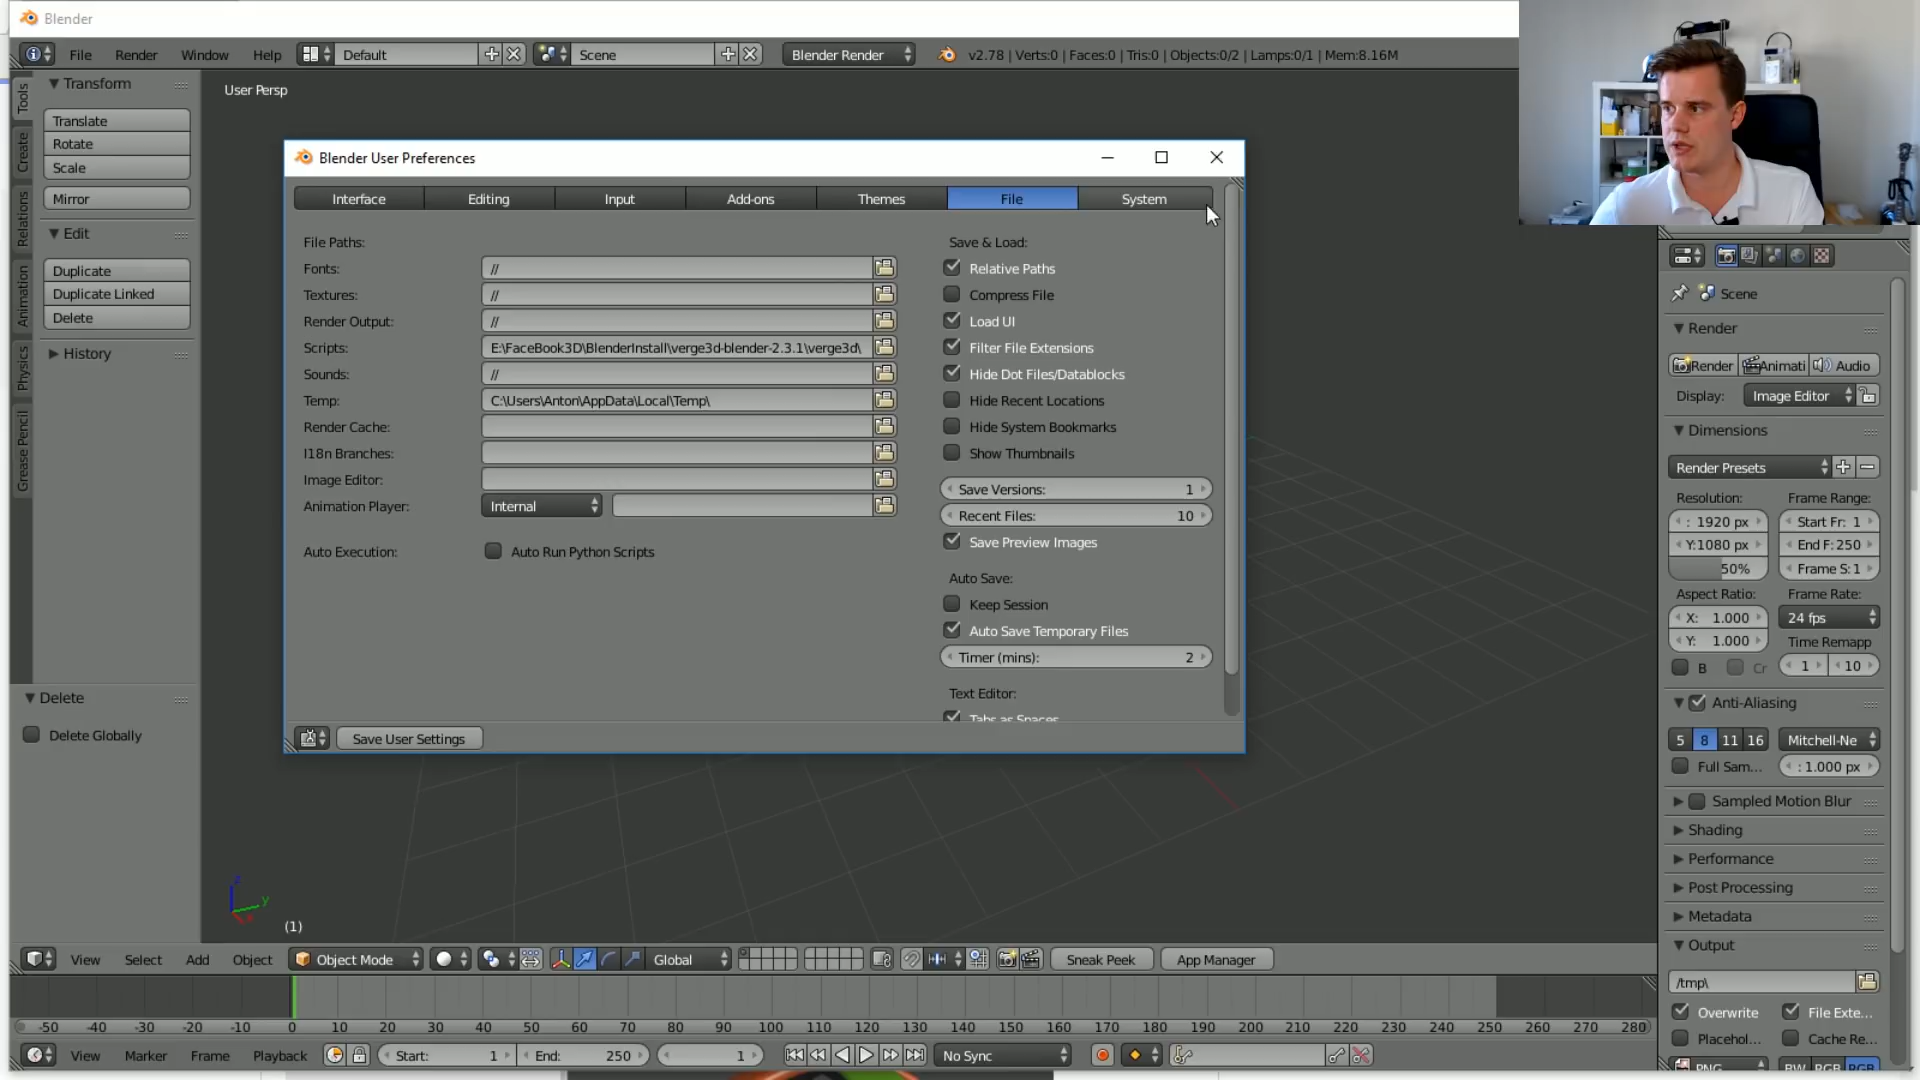 Blender
File Render Window Help Default Scene Blender Render v2.78 | Verts:0 | Faces:0 | Tris:0 | Objects:0/2 | Lamps:0/1 | Mem:8.16M
Tools
Create
Relations
Animation
Physics
Grease Pencil
Transform
Translate
Rotate
Scale
Mirror
Edit
Duplicate
Duplicate Linked
Delete
History
Delete
Delete Globally
User Persp
Blender User Preferences
Interface Editing Input Add-ons Themes File System
File Paths:
Fonts: //
Textures: //
Render Output: //
Scripts: E:\FaceBook3D\BlenderInstall\verge3d-blender-2.3.1\verge3d\
Sounds: //
Temp: C:\Users\Anton\AppData\Local\Temp\
Render Cache:
I18n Branches:
Image Editor:
Animation Player: Internal
Auto Execution: Auto Run Python Scripts
Save & Load:
Relative Paths
Compress File
Load UI
Filter File Extensions
Hide Dot Files/Datablocks
Hide Recent Locations
Hide System Bookmarks
Show Thumbnails
Save Versions: 1
Recent Files: 10
Save Preview Images
Auto Save:
Keep Session
Auto Save Temporary Files
Timer (mins): 2
Text Editor:
Tabs as Spaces
Save User Settings
Scene
Render
Render Animati Audio
Display: Image Editor
Dimensions
Render Presets
Resolution: Frame Range:
: 1920 px Start Fr: 1
Y:1080 px End F: 250
50% Frame S: 1
Aspect Ratio: Frame Rate:
X: 1.000 24 fps
Y: 1.000 Time Remapp
B Cr 1 10
Anti-Aliasing
5 8 11 16 Mitchell-Ne
Full Sam... : 1.000 px
Sampled Motion Blur
Shading
Performance
Post Processing
Metadata
Output
/tmp\
Overwrite File Exte...
Placehol... Cache Re...
PNG BW RGB RGB
z
y
x
(1)
View Select Add Object Object Mode Global Sneak Peek App Manager
-50 -40 -30 -20 -10 0 10 20 30 40 50 60 70 80 90 100 110 120 130 140 150 160 170 180 190 200 210 220 230 240 250 260 270 280
View Marker Frame Playback Start: 1 End: 250 1 No Sync